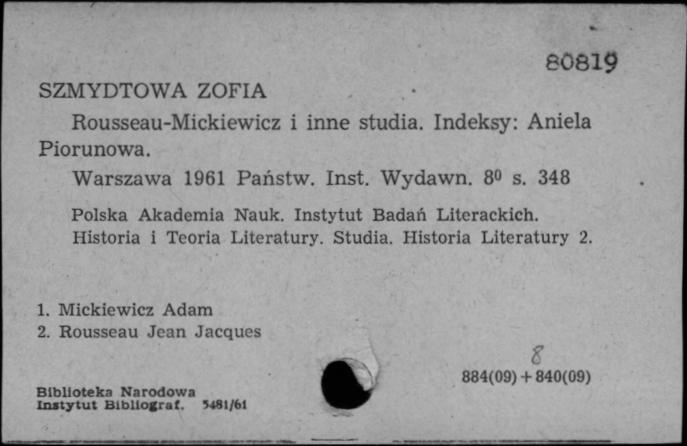 80819
SZMYDTOWA ZOFIA
Rousseau-Mickiewicz i inne studia. Indeksy: Aniela
Piorunowa.
Warszawa 1961 Państw. Inst. Wydawn. 8⁰ s. 348
Polska Akademia Nauk. Instytut Badań Literackich.
Historia i Teoria Literatury. Studia. Historia Literatury 2.
1. Mickiewicz Adam
2. Rousseau Jean Jacques
8
884(09) + 840(09)
Biblioteka Narodowa
Instytut Bibliograf. 5481/61